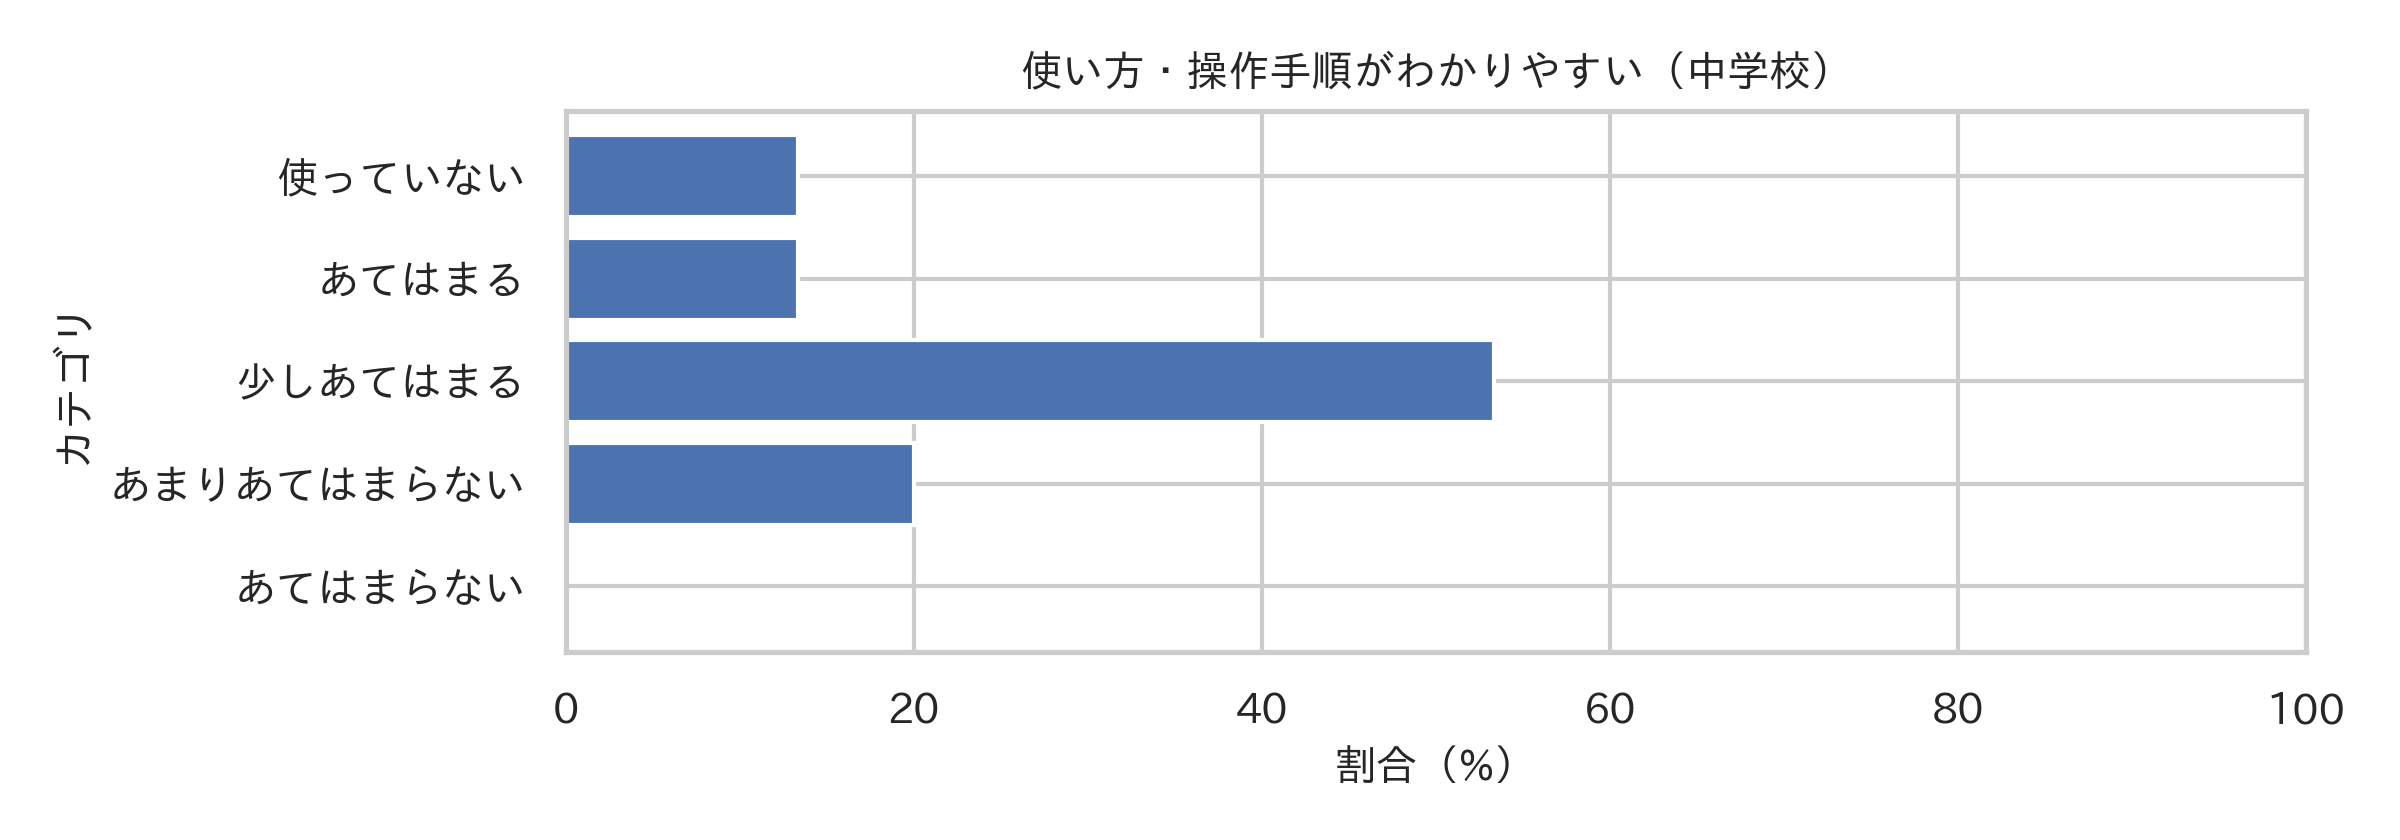 使い方・操作手順がわかりやすい（中学校）
カテゴリ
使っていない
あてはまる
少しあてはまる
あまりあてはまらない
あてはまらない
0 20 40 60 80 100
割合（%）